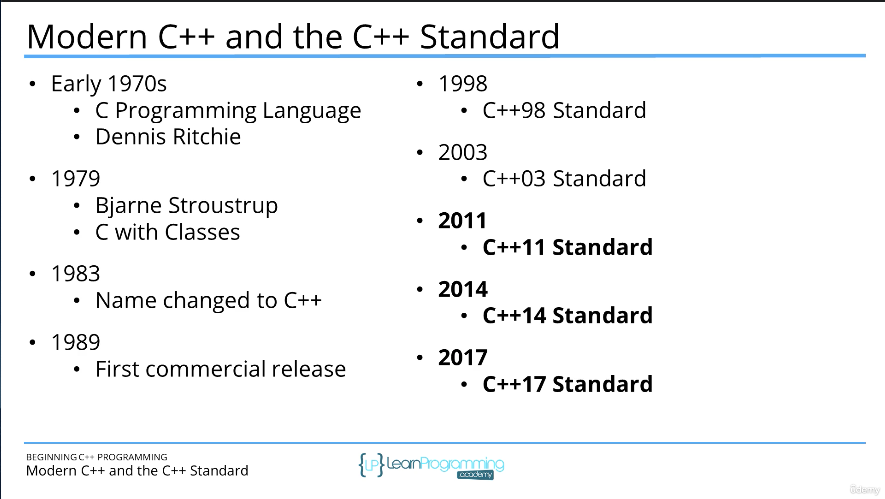 Modern C++ and the C++ Standard
• Early 1970s
• C Programming Language
• Dennis Ritchie
• 1979
• Bjarne Stroustrup
• C with Classes
• 1983
• Name changed to C++
• 1989
• First commercial release
• 1998
• C++98 Standard
• 2003
• C++03 Standard
• 2011
• C++11 Standard
• 2014
• C++14 Standard
• 2017
• C++17 Standard
BEGINNING C++ PROGRAMMING
Modern C++ and the C++ Standard
{LP} LearnProgramming
academy
Udemy